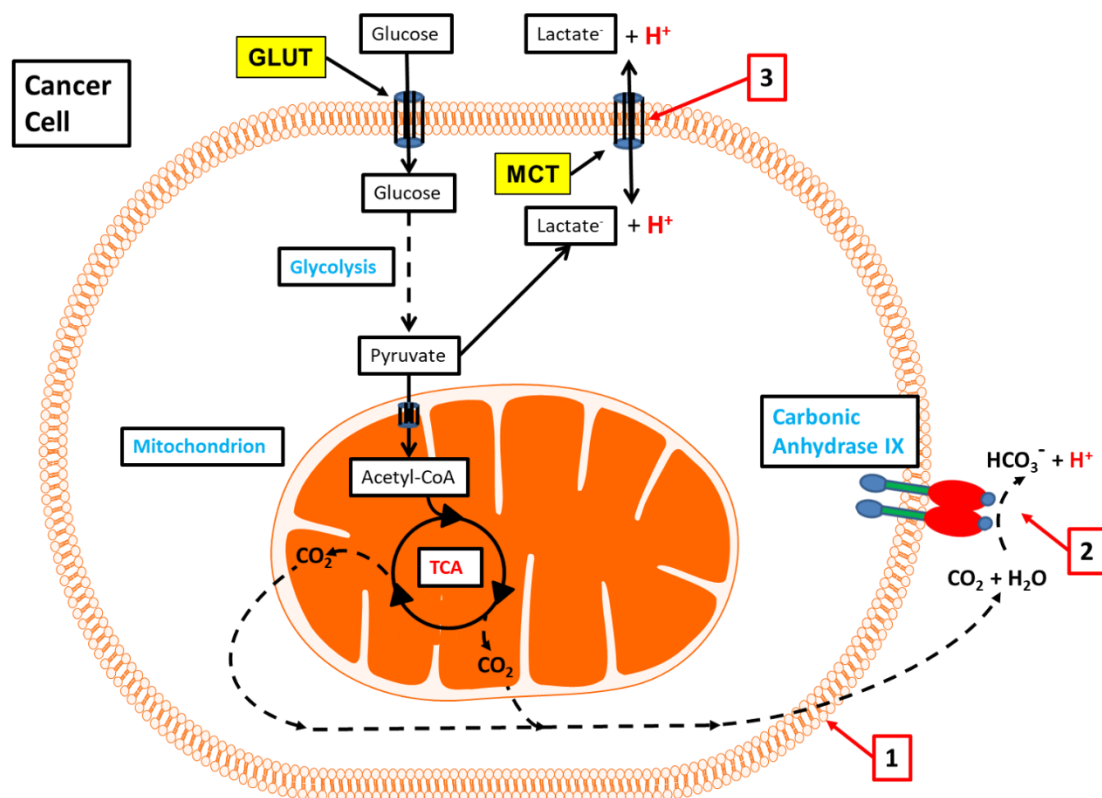 Cancer
Cell
GLUT
Glucose
Lactate⁻ + H⁺
3
MCT
Glucose
Lactate⁻ + H⁺
Glycolysis
Pyruvate
Mitochondrion
Carbonic
Anhydrase IX
HCO₃⁻ + H⁺
2
Acetyl-CoA
TCA
CO₂
CO₂
CO₂ + H₂O
1